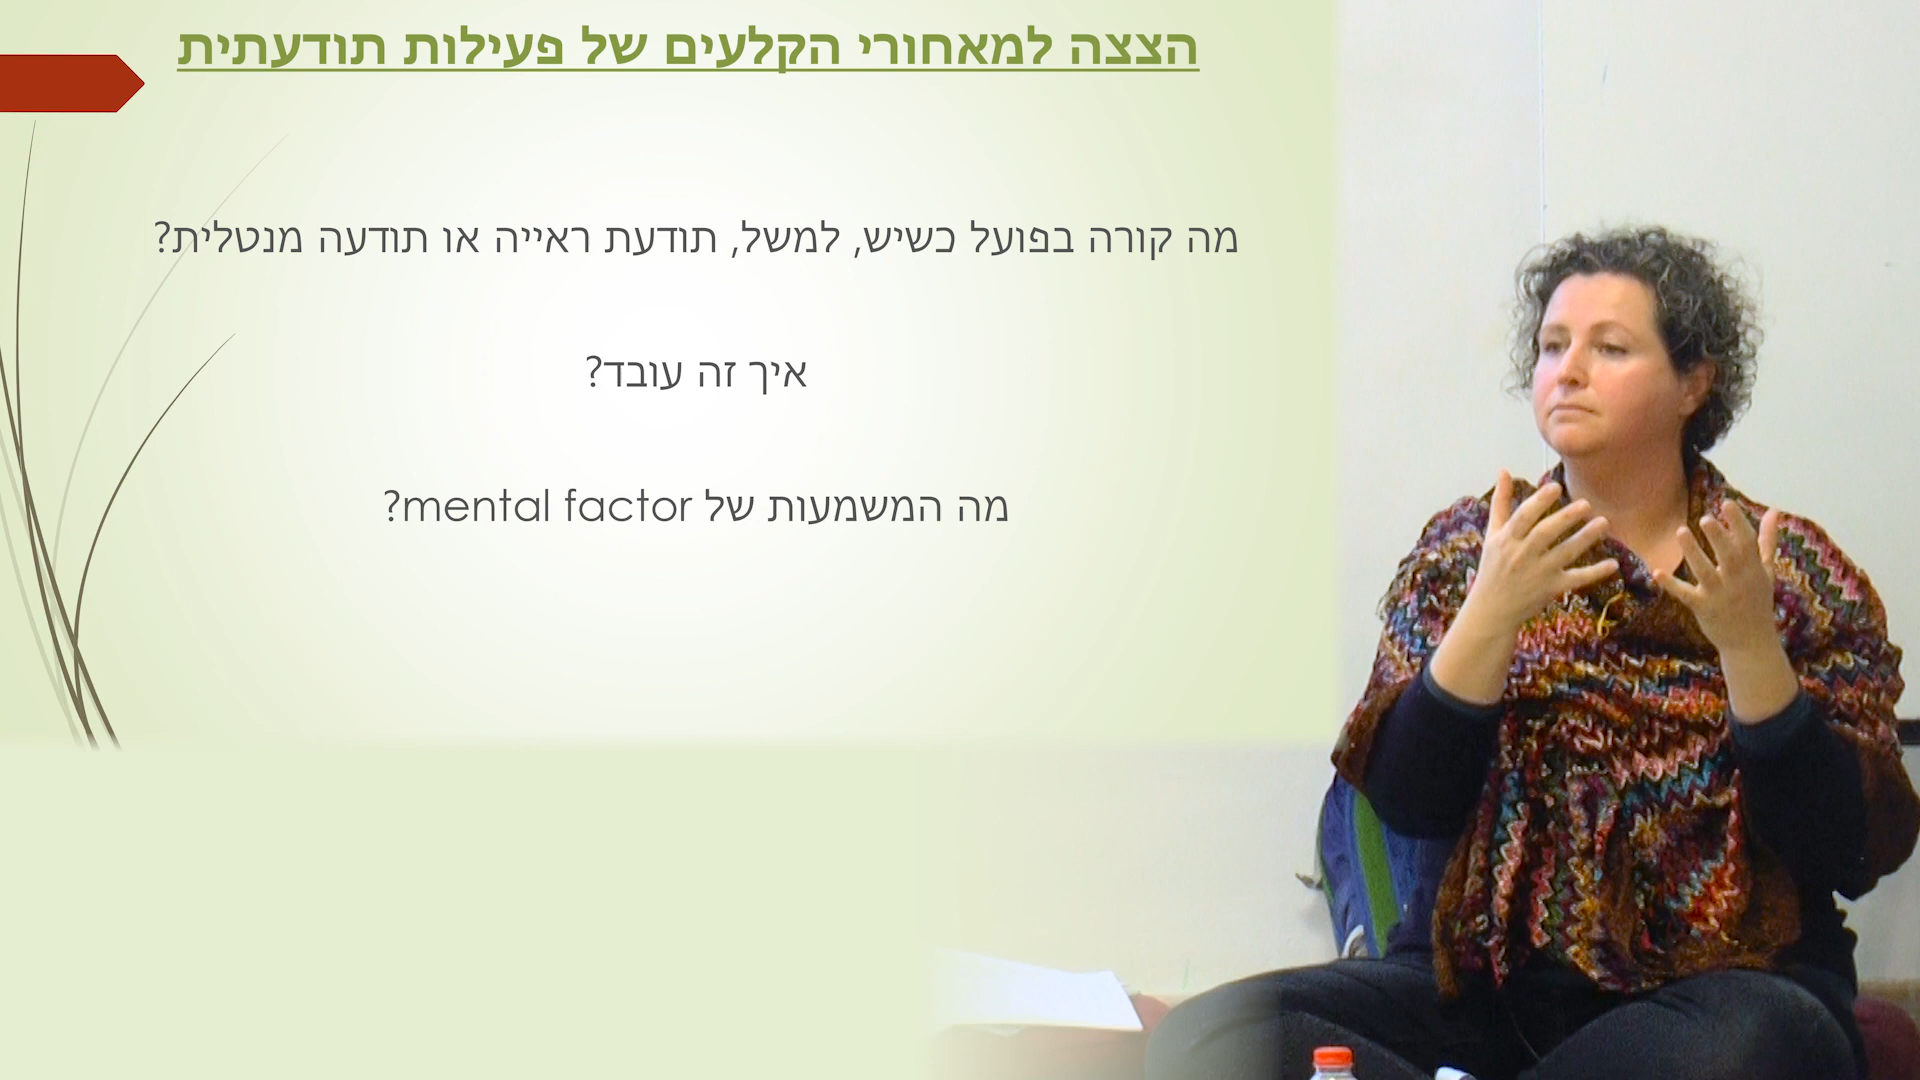 הצצה למאחורי הקלעים של פעילות תודעתית
מה קורה בפועל כשיש, למשל, תודעת ראייה או תודעה מנטלית?
איך זה עובד?
מה המשמעות של mental factor?